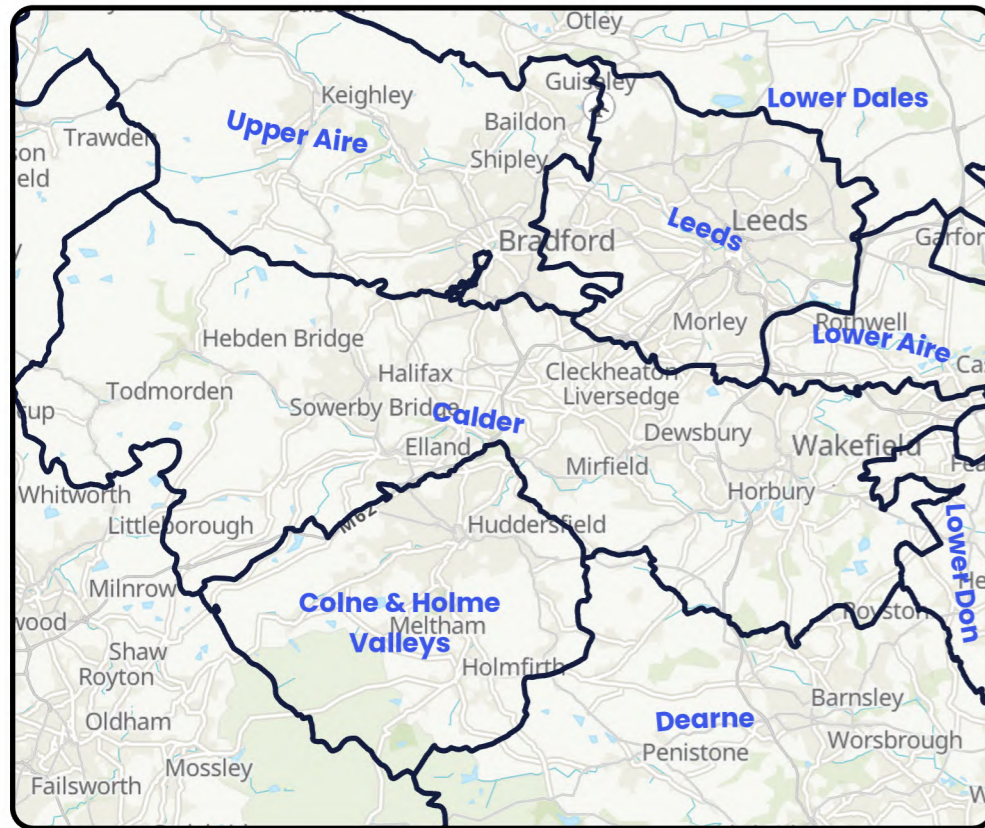 Otley
Guiseley
Keighley
Lower Dales
Upper Aire
Baildon
Trawden
Shipley
Leeds
Leeds
Bradford
Garfor
Morley
Rothwell
Lower Aire
Hebden Bridge
Halifax
Cleckheaton
Liversedge
Todmorden
Sowerby Bridge
Calder
Elland
Dewsbury
Wakefield
Mirfield
Horbury
Whitworth
M62
Huddersfield
Littleborough
Lower Don
Milnrow
Colne & Holme
Valleys
Meltham
Royston
wood
Shaw
Royton
Holmfirth
Barnsley
Oldham
Dearne
Penistone
Worsbrough
Mossley
Failsworth